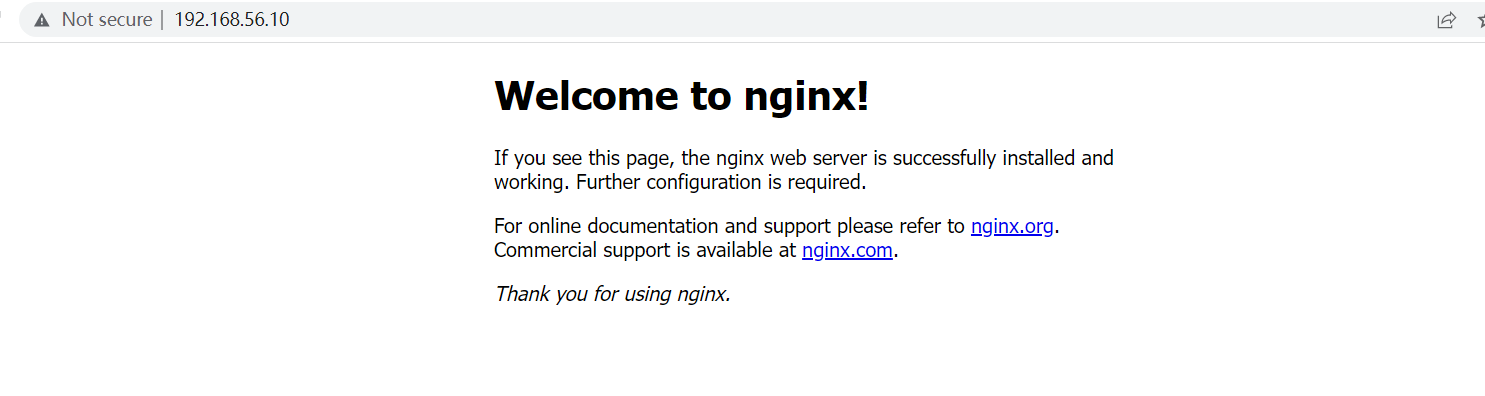 Not secure | 192.168.56.10
Welcome to nginx!
If you see this page, the nginx web server is successfully installed and
working. Further configuration is required.
For online documentation and support please refer to nginx.org.
Commercial support is available at nginx.com.
Thank you for using nginx.